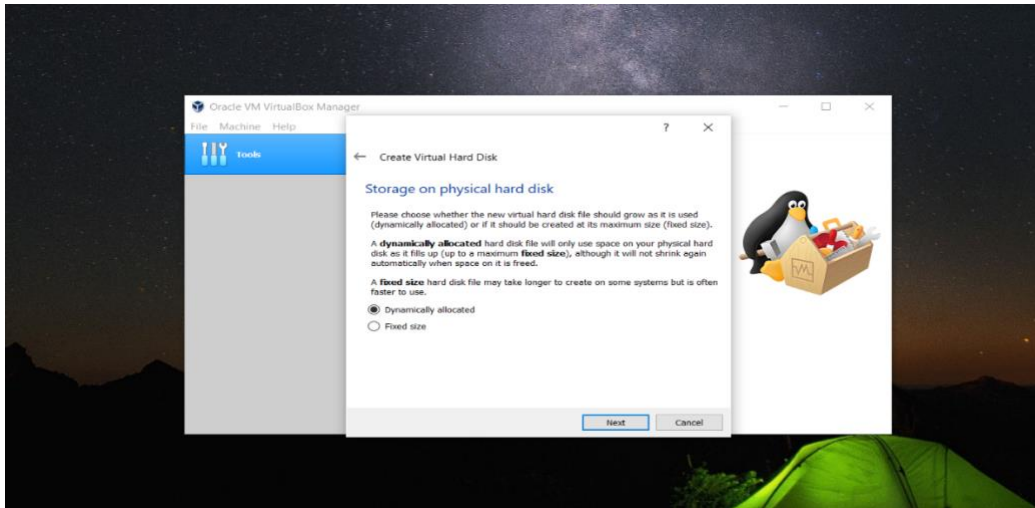 Oracle VM VirtualBox Manager
File Machine Help
Tools
? 
Create Virtual Hard Disk
Storage on physical hard disk
Please choose whether the new virtual hard disk file should grow as it is used
(dynamically allocated) or if it should be created at its maximum size (fixed size).
A dynamically allocated hard disk file will only use space on your physical hard
disk as it fills up (up to a maximum fixed size), although it will not shrink again
automatically when space on it is freed.
A fixed size hard disk file may take longer to create on some systems but is often
faster to use.
Dynamically allocated
Fixed size
Next Cancel